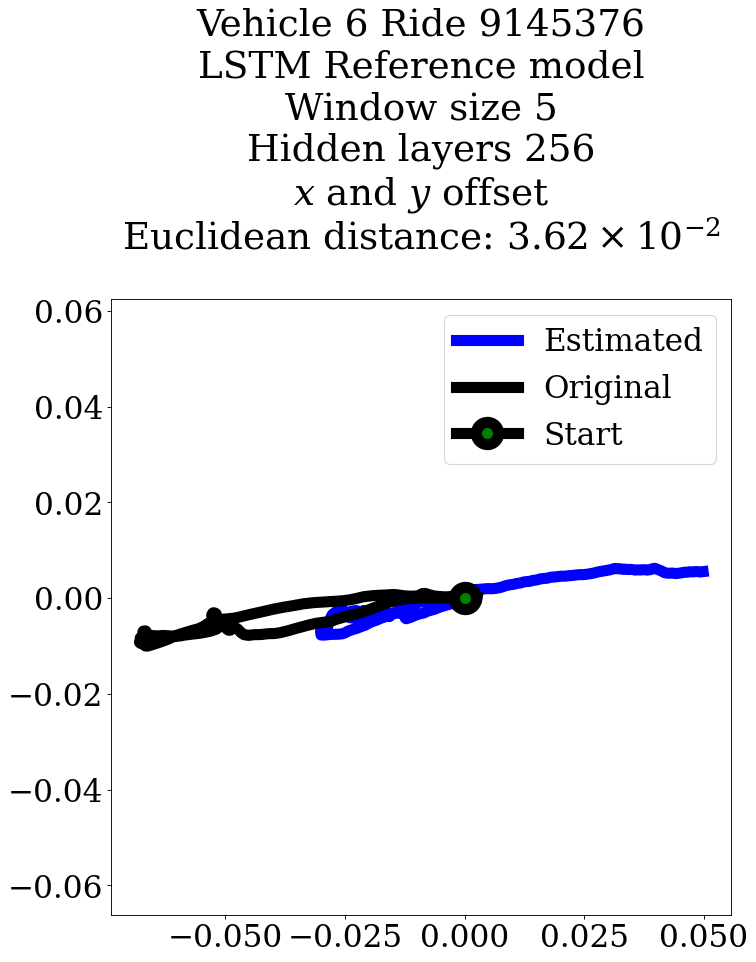 Vehicle 6 Ride 9145376
LSTM Reference model
Window size 5
Hidden layers 256
x and y offset
Euclidean distance: 3.62 × 10⁻²
Estimated
Original
Start
0.06
0.04
0.02
0.00
−0.02
−0.04
−0.06
−0.050 −0.025 0.000 0.025 0.050